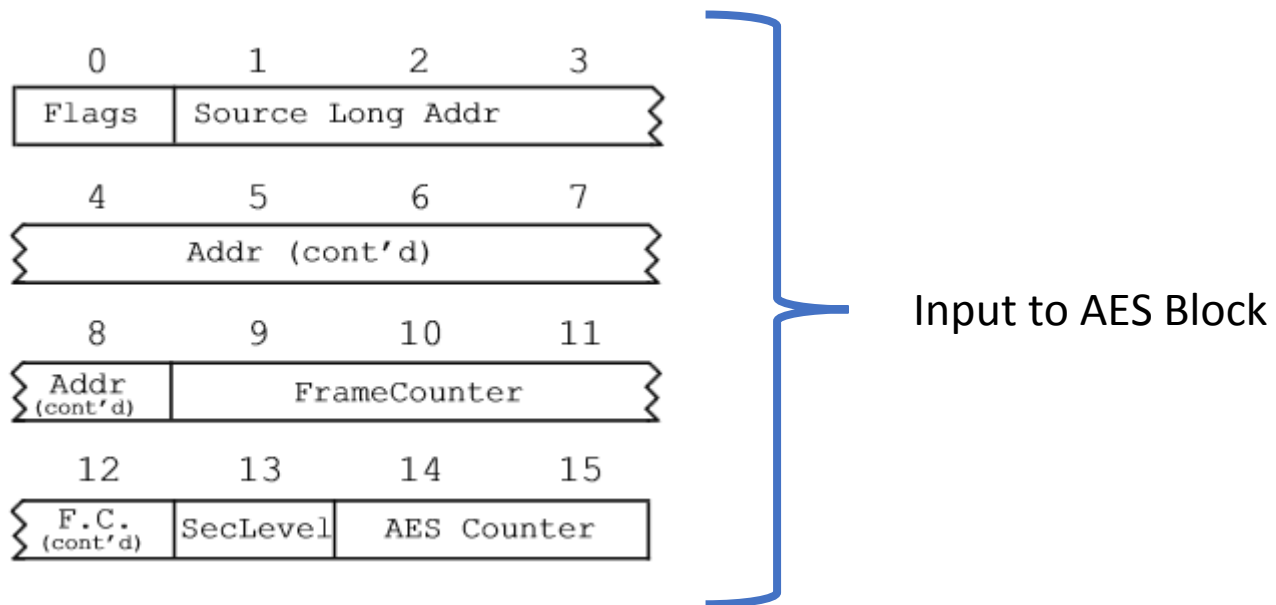 0 1 2 3
Flags Source Long Addr
4 5 6 7
Addr (cont'd)
8 9 10 11
Addr
(cont'd)
FrameCounter
Input to AES Block
12 13 14 15
F.C.
(cont'd)
SecLevel AES Counter